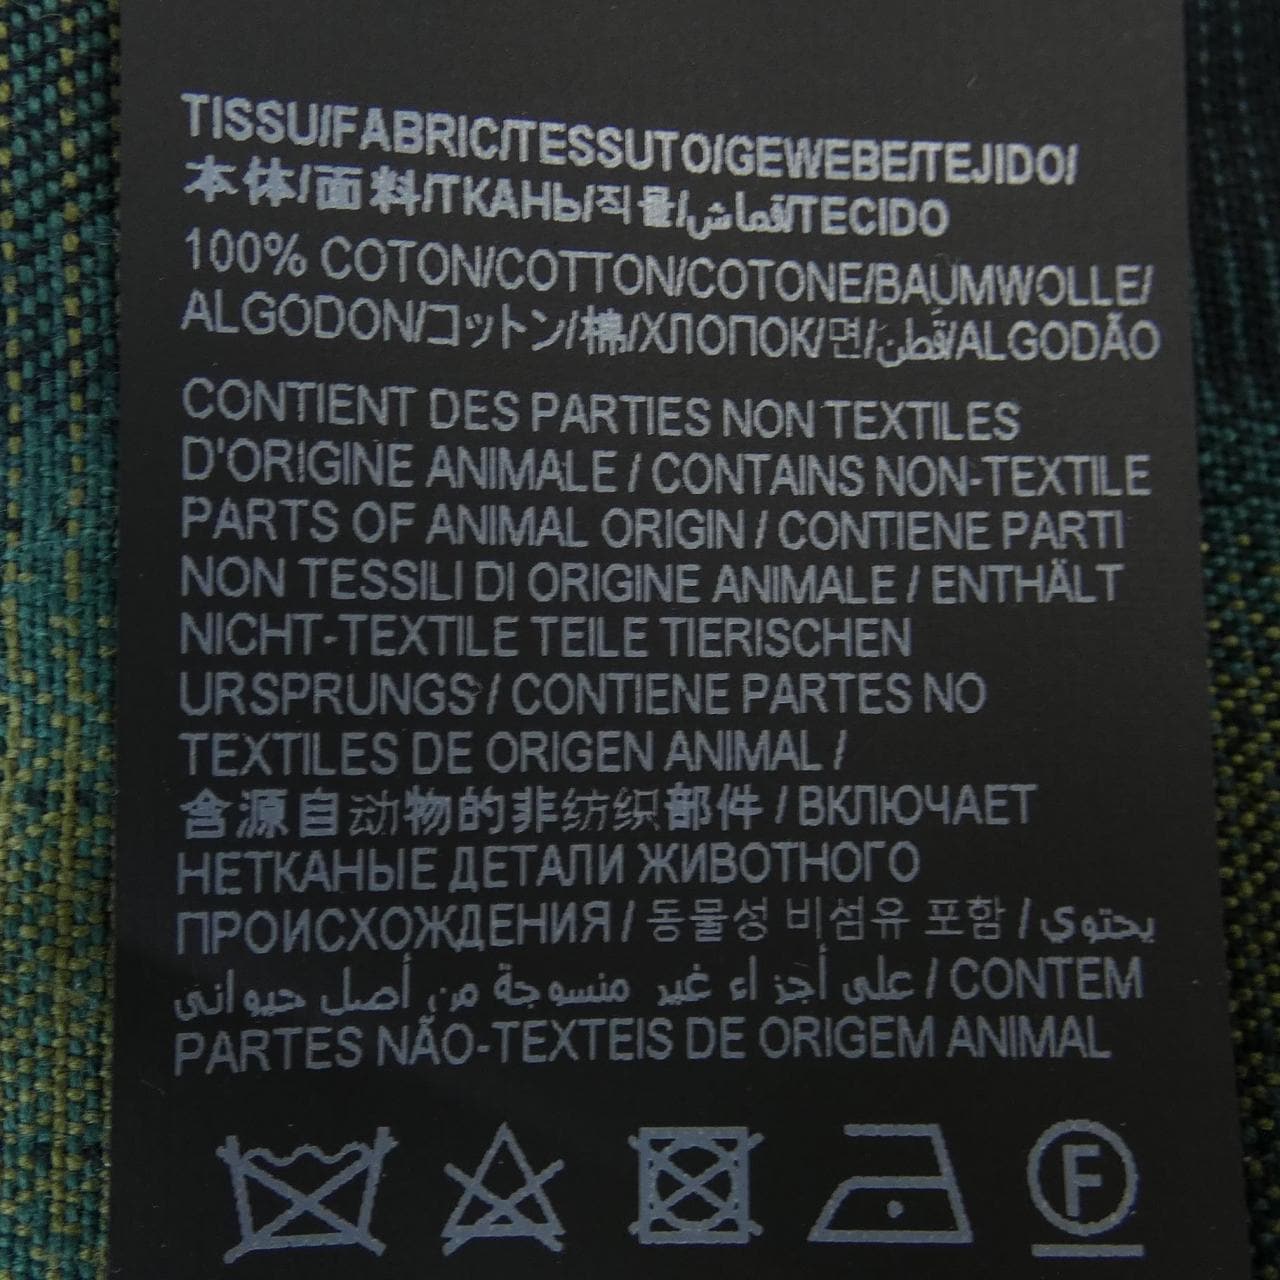 TISSU/FABRIC/TESSUTO/GEWEBE/TEJIDO/
本体/面料/ТКАНЬ/직물/قماش/TECIDO
100% COTON/COTTON/COTONE/BAUMWOLLE/
ALGODON/コットン/棉/ХЛОПОК/면/قطن/ALGODÃO
CONTIENT DES PARTIES NON TEXTILES
D'ORIGINE ANIMALE / CONTAINS NON-TEXTILE
PARTS OF ANIMAL ORIGIN / CONTIENE PARTI
NON TESSILI DI ORIGINE ANIMALE / ENTHÄLT
NICHT-TEXTILE TEILE TIERISCHEN
URSPRUNGS / CONTIENE PARTES NO
TEXTILES DE ORIGEN ANIMAL /
含源自动物的非纺织部件 / ВКЛЮЧАЕТ
НЕТКАНЫЕ ДЕТАЛИ ЖИВОТНОГО
ПРОИСХОЖДЕНИЯ / 동물성 비섬유 포함 / يحتوي
على أجزاء غير منسوجة من أصل حيواني / CONTEM
PARTES NÃO-TEXTEIS DE ORIGEM ANIMAL
F